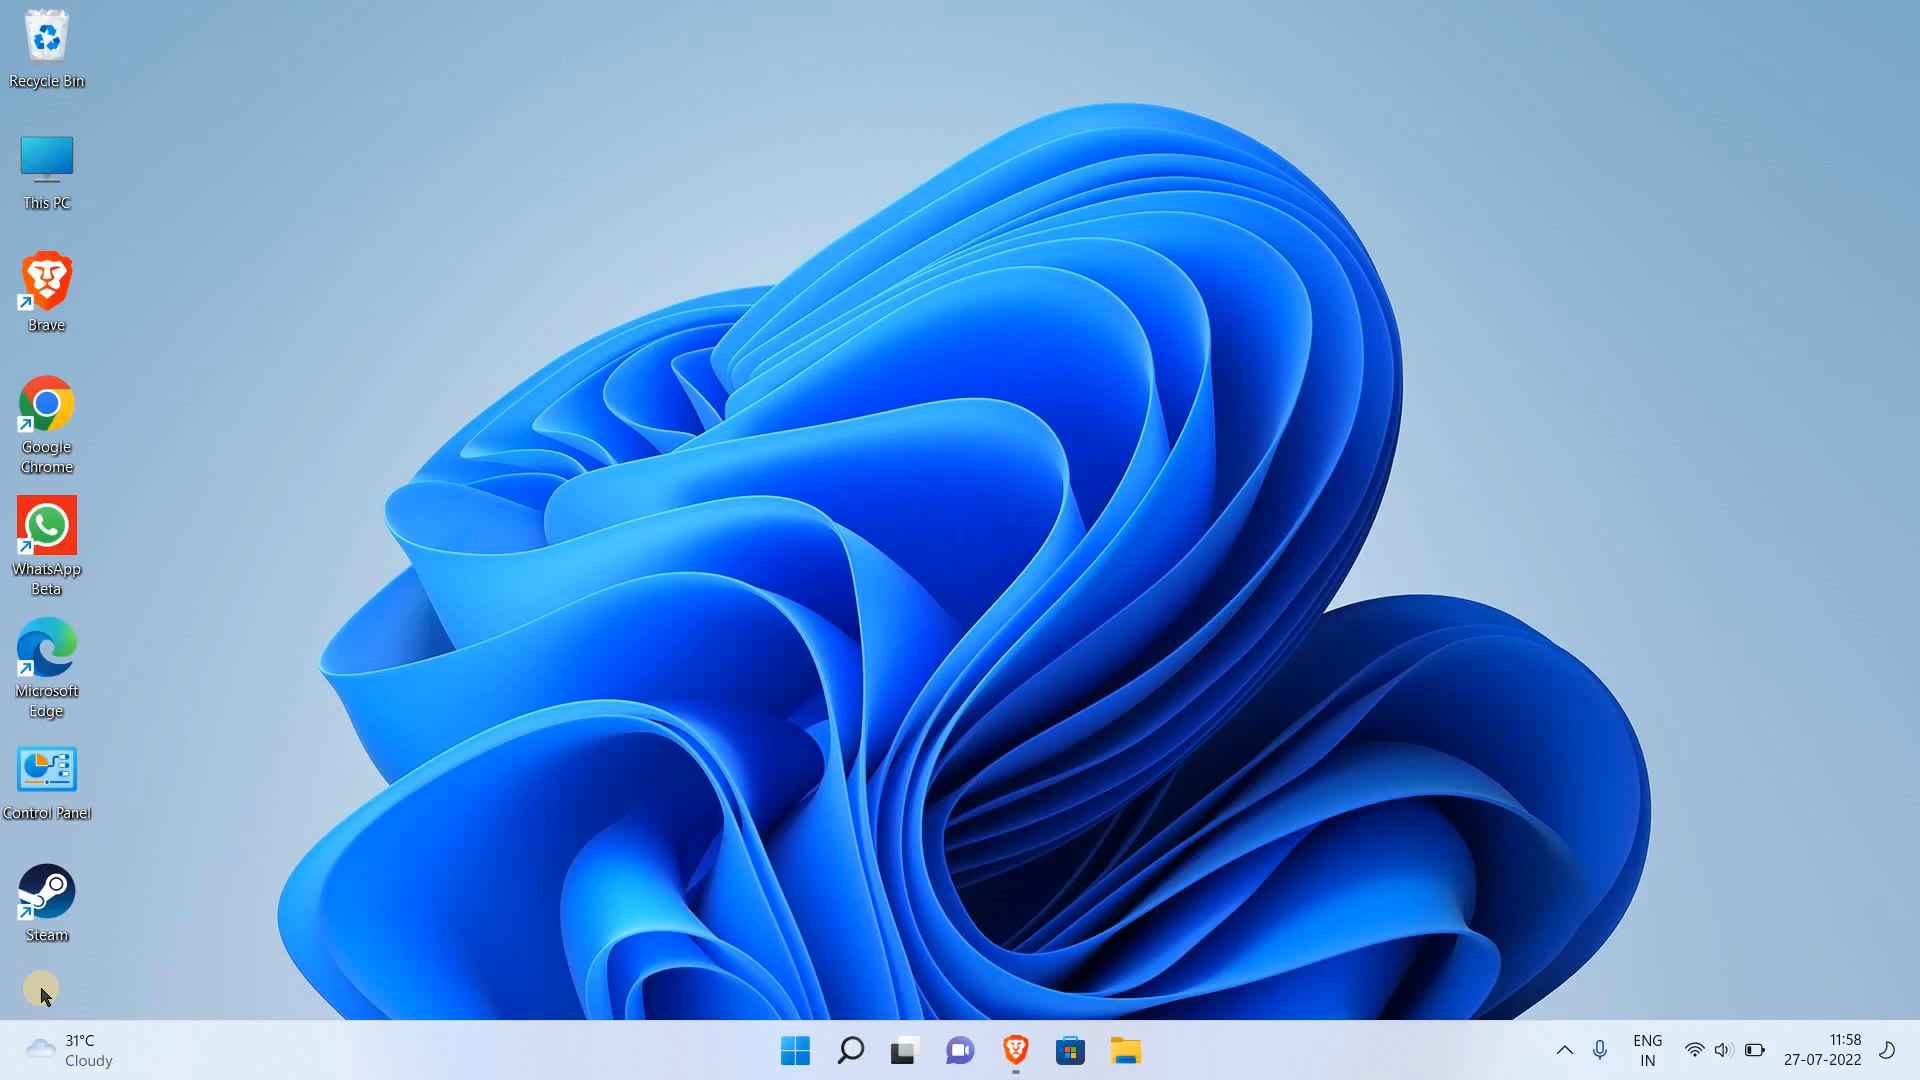 Recycle Bin
This PC
Brave
Google
Chrome
WhatsApp
Beta
Microsoft
Edge
Control Panel
Steam
31°C
Cloudy
ENG
IN
11:58
27-07-2022